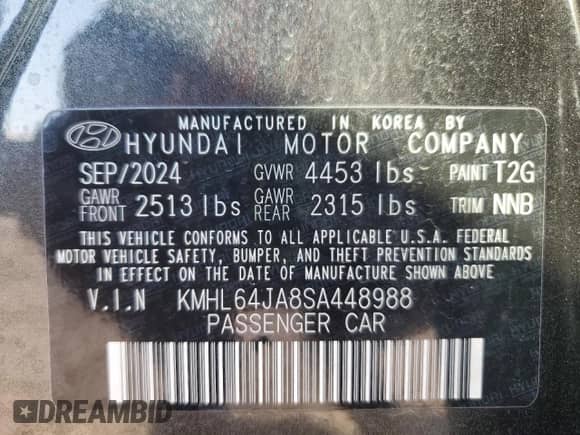 MANUFACTURED IN KOREA BY
HYUNDAI MOTOR COMPANY
SEP/2024 GVWR 4453 lbs PAINT T2G
GAWR FRONT 2513 lbs GAWR REAR 2315 lbs TRIM NNB
THIS VEHICLE CONFORMS TO ALL APPLICABLE U.S.A. FEDERAL
MOTOR VEHICLE SAFETY, BUMPER, AND THEFT PREVENTION STANDARDS
IN EFFECT ON THE DATE OF MANUFACTURE SHOWN ABOVE
V.I.N KMHL64JA8SA448988
PASSENGER CAR
DREAMBID